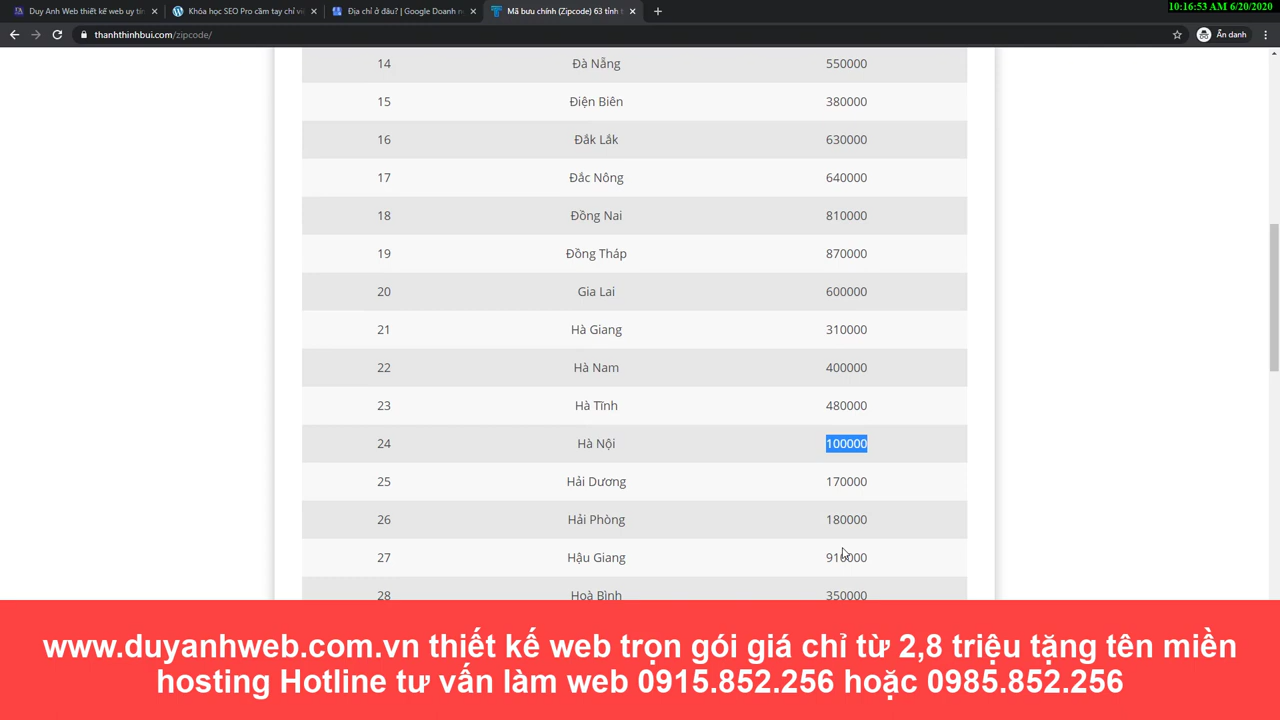 Duy Anh Web thiết kế web uy tín
Khóa học SEO Pro cầm tay chỉ vi
Địa chỉ ở đâu? | Google Doanh n
Mã bưu chính (Zipcode) 63 tỉnh t
10:16:53 AM 6/20/2020
thanhthinhbui.com/zipcode/
Ẩn danh
14 Đà Nẵng 550000
15 Điện Biên 380000
16 Đắk Lắk 630000
17 Đắc Nông 640000
18 Đồng Nai 810000
19 Đồng Tháp 870000
20 Gia Lai 600000
21 Hà Giang 310000
22 Hà Nam 400000
23 Hà Tĩnh 480000
24 Hà Nội 100000
25 Hải Dương 170000
26 Hải Phòng 180000
27 Hậu Giang 910000
28 Hoà Bình 350000
www.duyanhweb.com.vn thiết kế web trọn gói giá chỉ từ 2,8 triệu tặng tên miền
hosting Hotline tư vấn làm web 0915.852.256 hoặc 0985.852.256